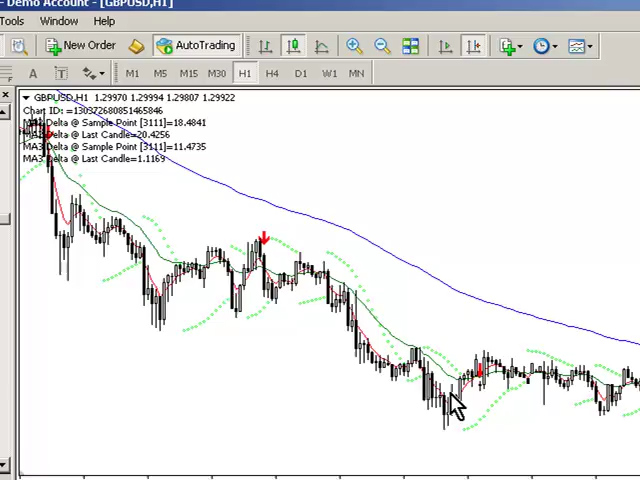 Demo Account - [GBPUSD,H1]
Tools Window Help
New Order AutoTrading
A T M1 M5 M15 M30 H1 H4 D1 W1 MN
GBPUSD,H1 1.29970 1.29994 1.29807 1.29922
Chart ID: =130372680851465846
Delta @ Sample Point [3111]=18.4841
Delta @ Last Candle=20.4256
MA3 Delta @ Sample Point [3111]=11.4735
MA3 Delta @ Last Candle=1.1169